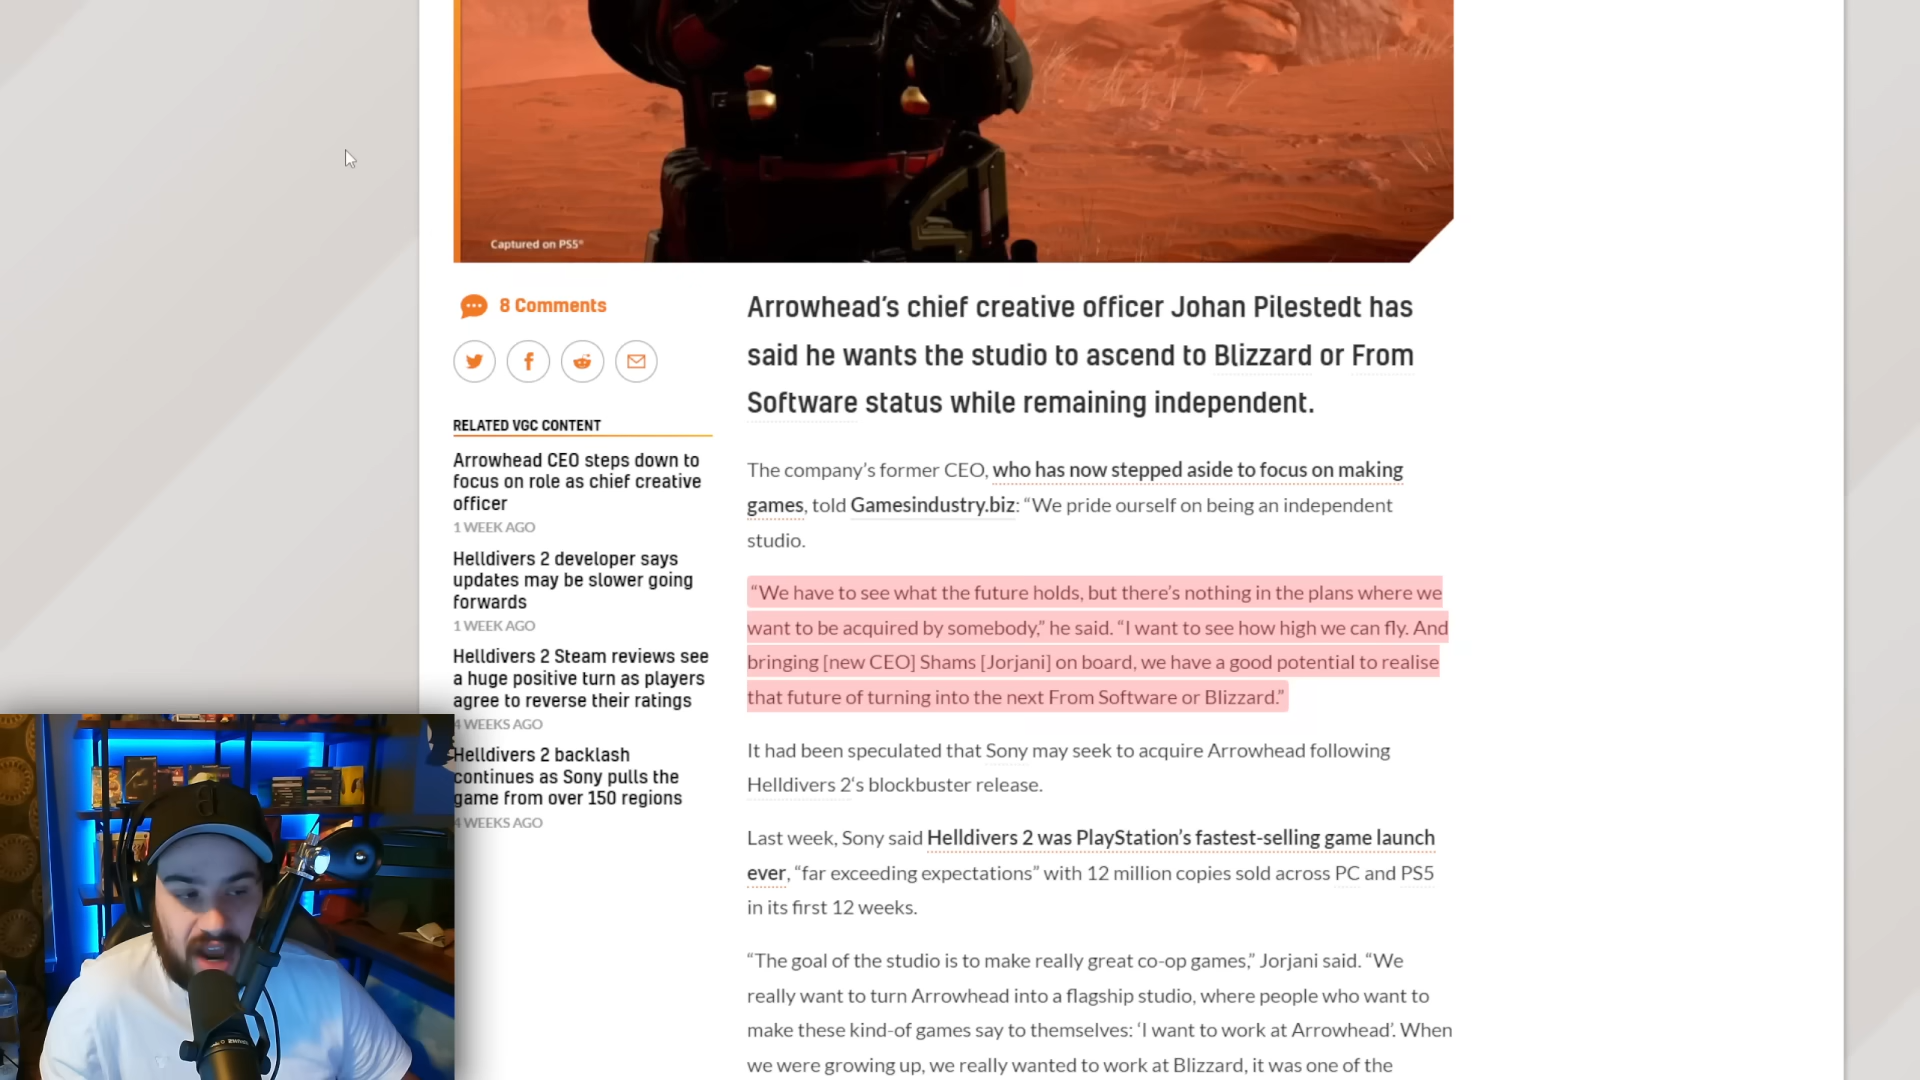 Captured on PS5®
8 Comments
RELATED VGC CONTENT
Arrowhead CEO steps down to
focus on role as chief creative
officer
1 WEEK AGO
Helldivers 2 developer says
updates may be slower going
forwards
1 WEEK AGO
Helldivers 2 Steam reviews see
a huge positive turn as players
agree to reverse their ratings
4 WEEKS AGO
Helldivers 2 backlash
continues as Sony pulls the
game from over 150 regions
4 WEEKS AGO
Arrowhead’s chief creative officer Johan Pilestedt has
said he wants the studio to ascend to Blizzard or From
Software status while remaining independent.
The company’s former CEO, who has now stepped aside to focus on making
games, told Gamesindustry.biz: “We pride ourself on being an independent
studio.
“We have to see what the future holds, but there’s nothing in the plans where we
want to be acquired by somebody,” he said. “I want to see how high we can fly. And
bringing [new CEO] Shams [Jorjani] on board, we have a good potential to realise
that future of turning into the next From Software or Blizzard.”
It had been speculated that Sony may seek to acquire Arrowhead following
Helldivers 2‘s blockbuster release.
Last week, Sony said Helldivers 2 was PlayStation’s fastest-selling game launch
ever, “far exceeding expectations” with 12 million copies sold across PC and PS5
in its first 12 weeks.
“The goal of the studio is to make really great co-op games,” Jorjani said. “We
really want to turn Arrowhead into a flagship studio, where people who want to
make these kind-of games say to themselves: ‘I want to work at Arrowhead’. When
we were growing up, we really wanted to work at Blizzard, it was one of the